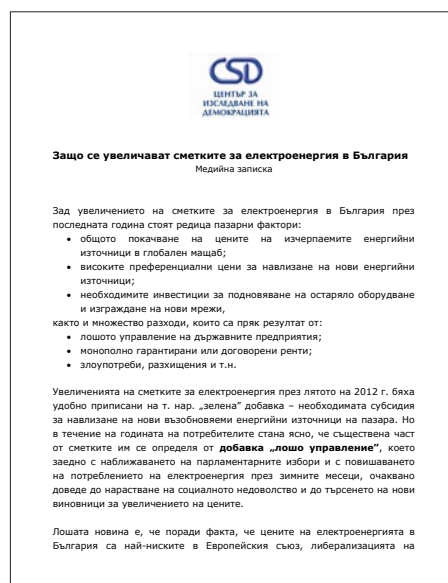 CSD
ЦЕНТЪР ЗА
ИЗСЛЕДВАНЕ НА
ДЕМОКРАЦИЯТА
Защо се увеличават сметките за електроенергия в България
Медийна записка
Зад увеличението на сметките за електроенергия в България през
последната година стоят редица пазарни фактори:
• общото покачване на цените на изчерпаемите енергийни
източници в глобален мащаб;
• високите преференциални цени за навлизане на нови енергийни
източници;
• необходимите инвестиции за подновяване на остаряло оборудване
и изграждане на нови мрежи,
както и множество разходи, които са пряк резултат от:
• лошото управление на държавните предприятия;
• монополно гарантирани или договорени ренти;
• злоупотреби, разхищения и т.н.
Увеличенията на сметките за електроенергия през лятото на 2012 г. бяха
удобно приписани на т. нар. „зелена” добавка – необходимата субсидия
за навлизане на нови възобновяеми енергийни източници на пазара. Но
в течение на годината на потребителите стана ясно, че съществена част
от сметките им се определя от добавка „лошо управление”, което
заедно с наближаването на парламентарните избори и с повишаването
на потреблението на електроенергия през зимните месеци, очаквано
доведе до нарастване на социалното недоволство и до търсенето на нови
виновници за увеличението на цените.
Лошата новина е, че поради факта, че цените на електроенергията в
България са най-ниските в Европейския съюз, либерализацията на